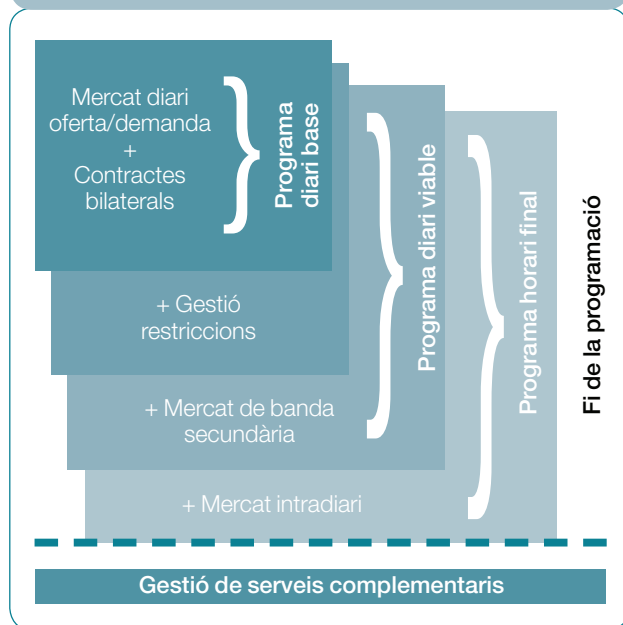 Mercat diari
oferta/demanda
+
Contractes
bilaterals
Programa
diari base
+ Gestió
restriccions
Programa diari viable
+ Mercat de banda
secundària
Programa horari final
+ Mercat intradiari
Fi de la programació
Gestió de serveis complementaris